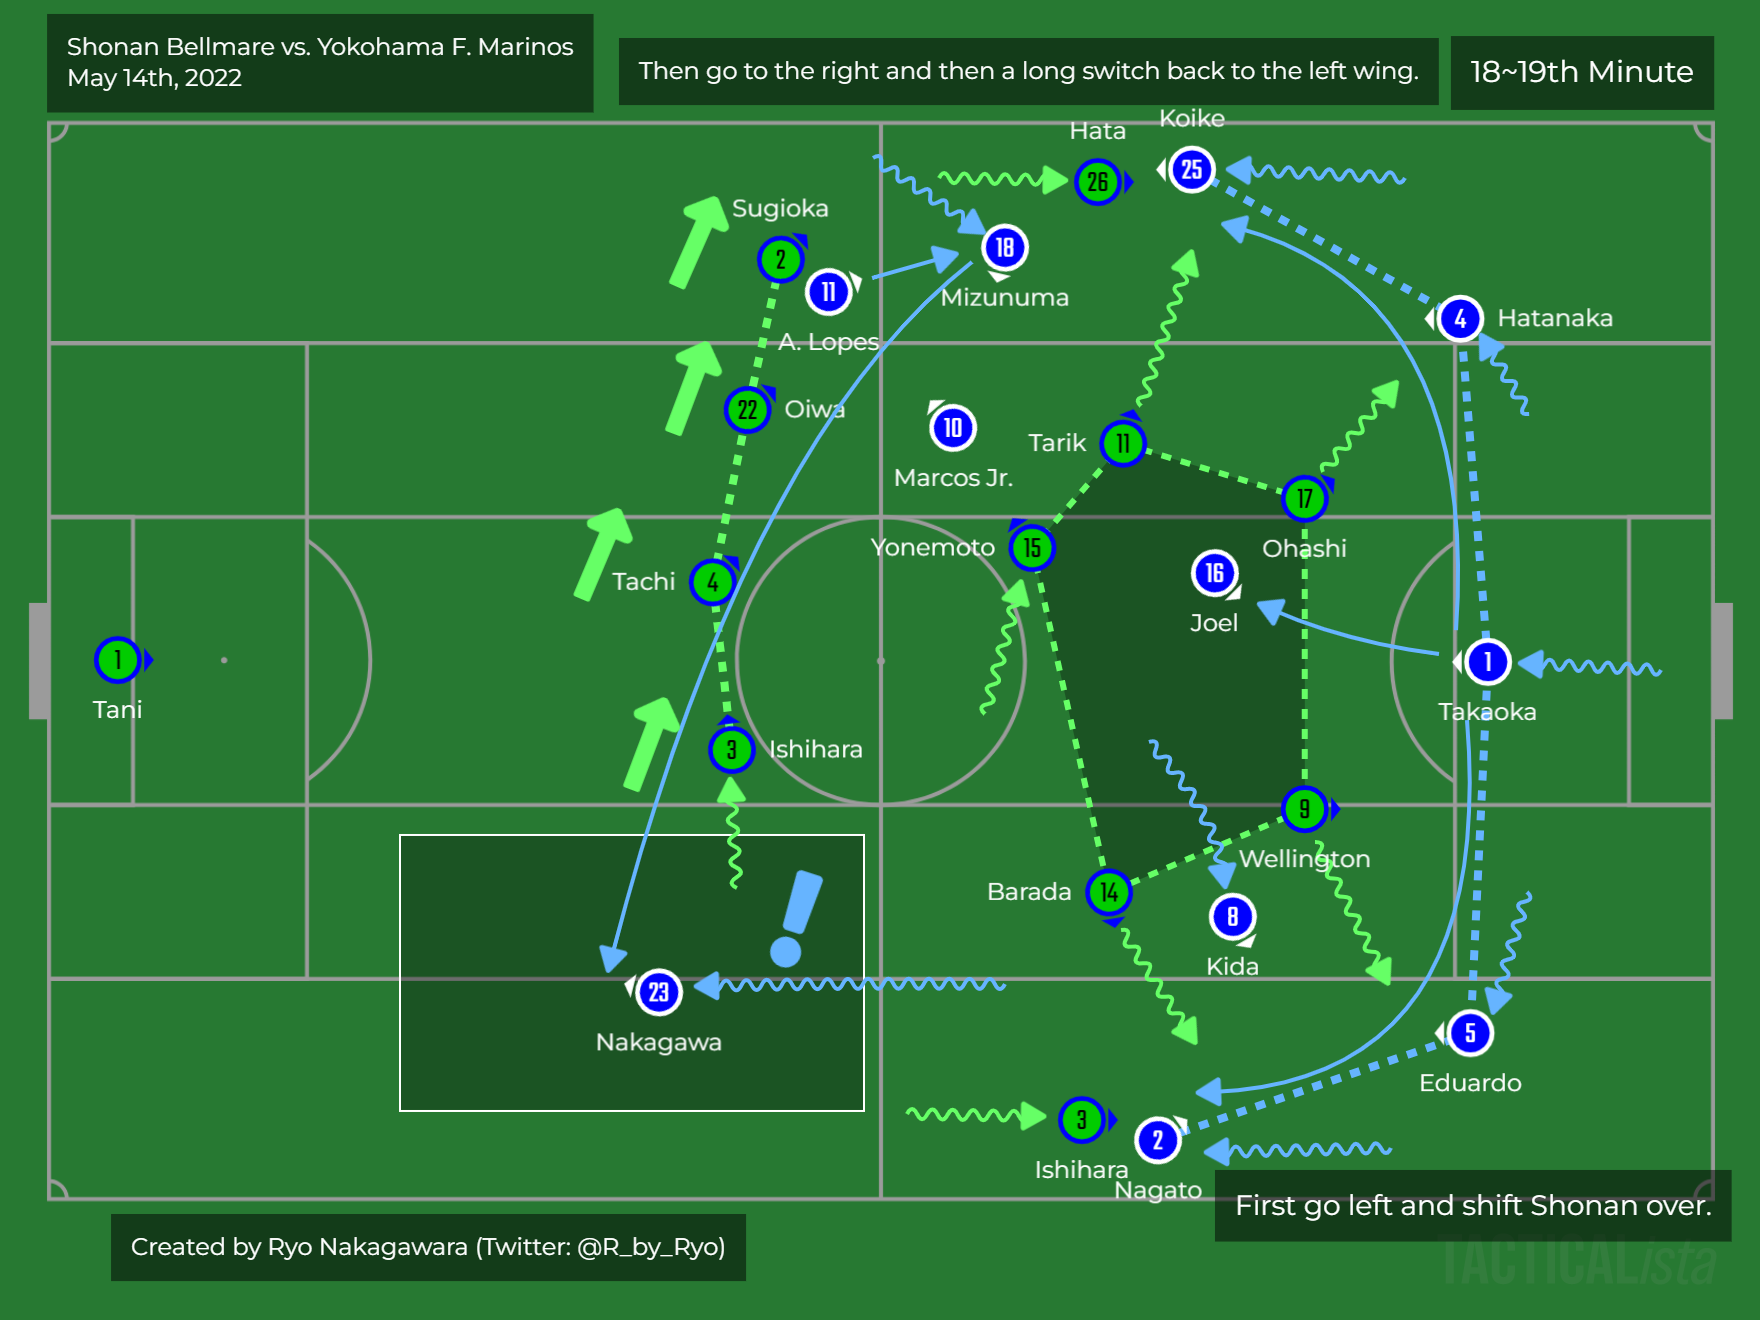 Shonan Bellmare vs. Yokohama F. Marinos
May 14th, 2022
Then go to the right and then a long switch back to the left wing.
18~19th Minute
Koike
Hata
25
26
Sugioka
2
18
11
Mizunuma
4
Hatanaka
A. Lopes
22
Oiwa
10
Tarik
11
Marcos Jr.
17
Yonemoto
15
Ohashi
Tachi
4
16
Joel
1
1
Tani
Takaoka
3
Ishihara
9
Wellington
Barada
14
8
Kida
23
Nakagawa
5
Eduardo
3
2
Ishihara
Nagato
First go left and shift Shonan over.
Created by Ryo Nakagawara (Twitter: @R_by_Ryo)
TACTICALista